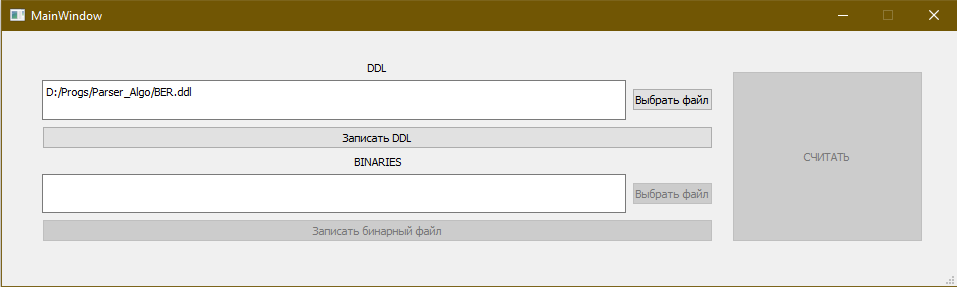 MainWindow
DDL
D:/Progs/Parser_Algo/BER.ddl
Выбрать файл
Записать DDL
BINARIES
Выбрать файл
Записать бинарный файл
СЧИТАТЬ